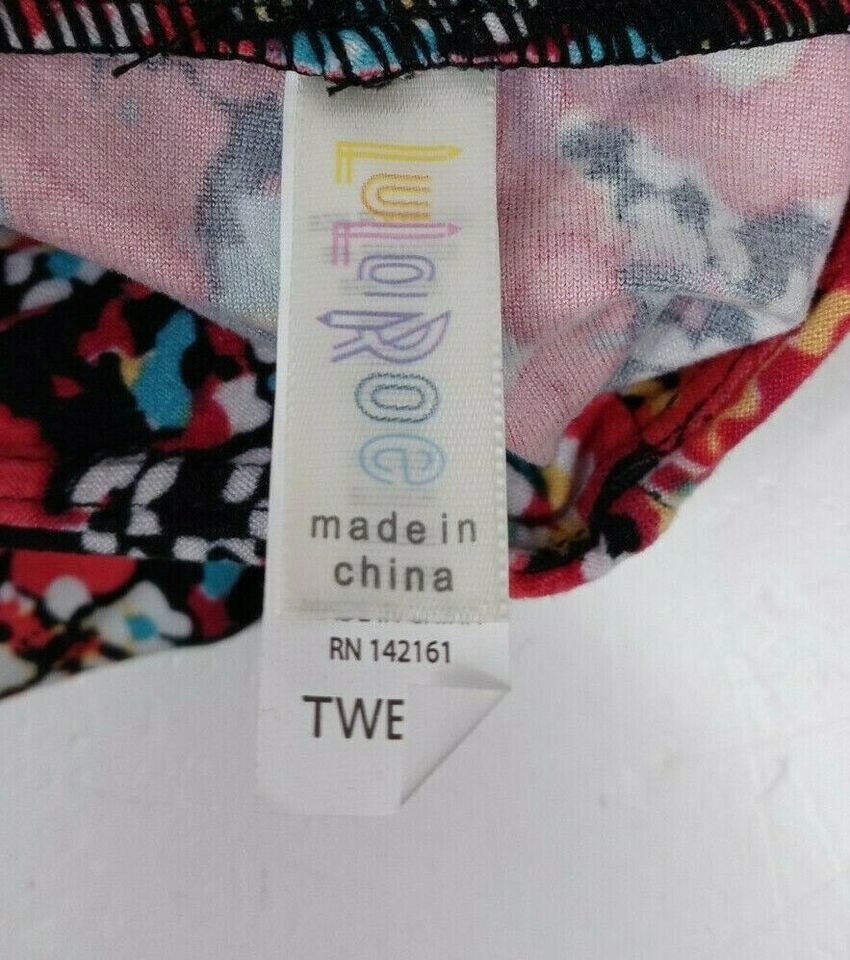 LuLaRoe
made in
china
RN 142161
TWE